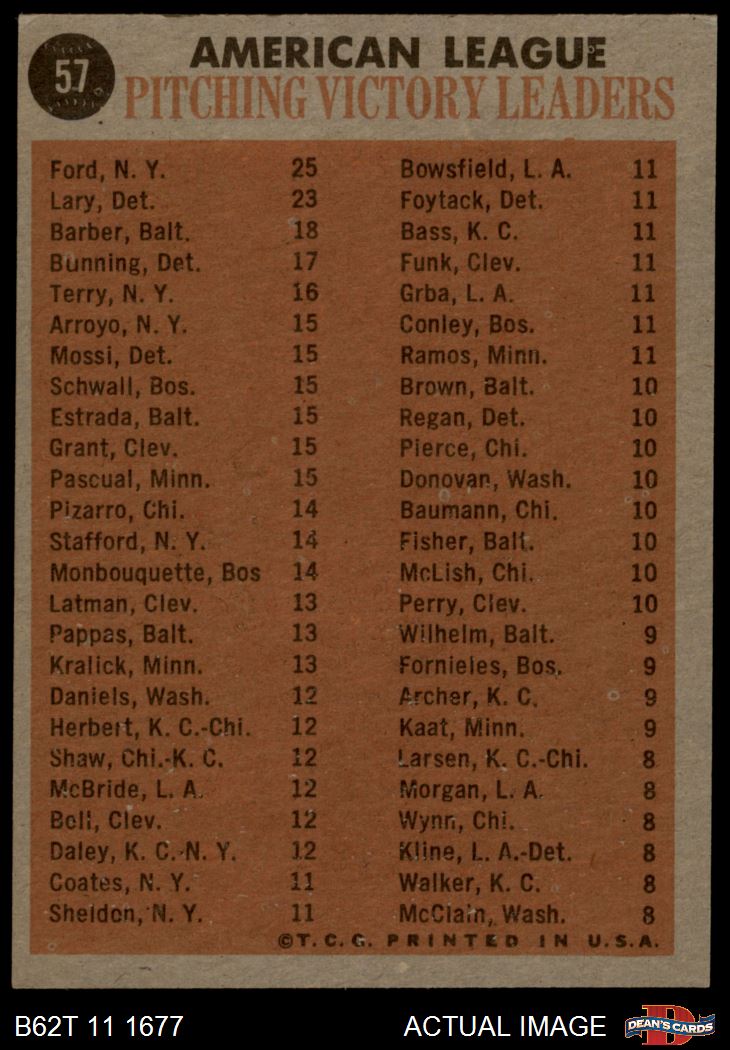 57
AMERICAN LEAGUE
PITCHING VICTORY LEADERS
Ford, N. Y. 25
Lary, Det. 23
Barber, Balt. 18
Bunning, Det. 17
Terry, N. Y. 16
Arroyo, N. Y. 15
Mossi, Det. 15
Schwall, Bos. 15
Estrada, Balt. 15
Grant, Clev. 15
Pascual, Minn. 15
Pizarro, Chi. 14
Stafford, N. Y. 14
Monbouquette, Bos 14
Latman, Clev. 13
Pappas, Balt. 13
Kralick, Minn. 13
Daniels, Wash. 12
Herbert, K. C.-Chi. 12
Shaw, Chi.-K. C. 12
McBride, L. A. 12
Bell, Clev. 12
Daley, K. C.-N. Y. 12
Coates, N. Y. 11
Sheldon, N. Y. 11
Bowsfield, L. A. 11
Foytack, Det. 11
Bass, K. C. 11
Funk, Clev. 11
Grba, L. A. 11
Conley, Bos. 11
Ramos, Minn. 11
Brown, Balt. 10
Regan, Det. 10
Pierce, Chi. 10
Donovan, Wash. 10
Baumann, Chi. 10
Fisher, Balt. 10
McLish, Chi. 10
Perry, Clev. 10
Wilhelm, Balt. 9
Fornieles, Bos. 9
Archer, K. C. 9
Kaat, Minn. 9
Larsen, K. C.-Chi. 8
Morgan, L. A. 8
Wynn, Chi. 8
Kline, L. A.-Det. 8
Walker, K. C. 8
McClain, Wash. 8
©T. C. G. PRINTED IN U.S.A.
B62T 11 1677 ACTUAL IMAGE
D
DEAN'S CARDS